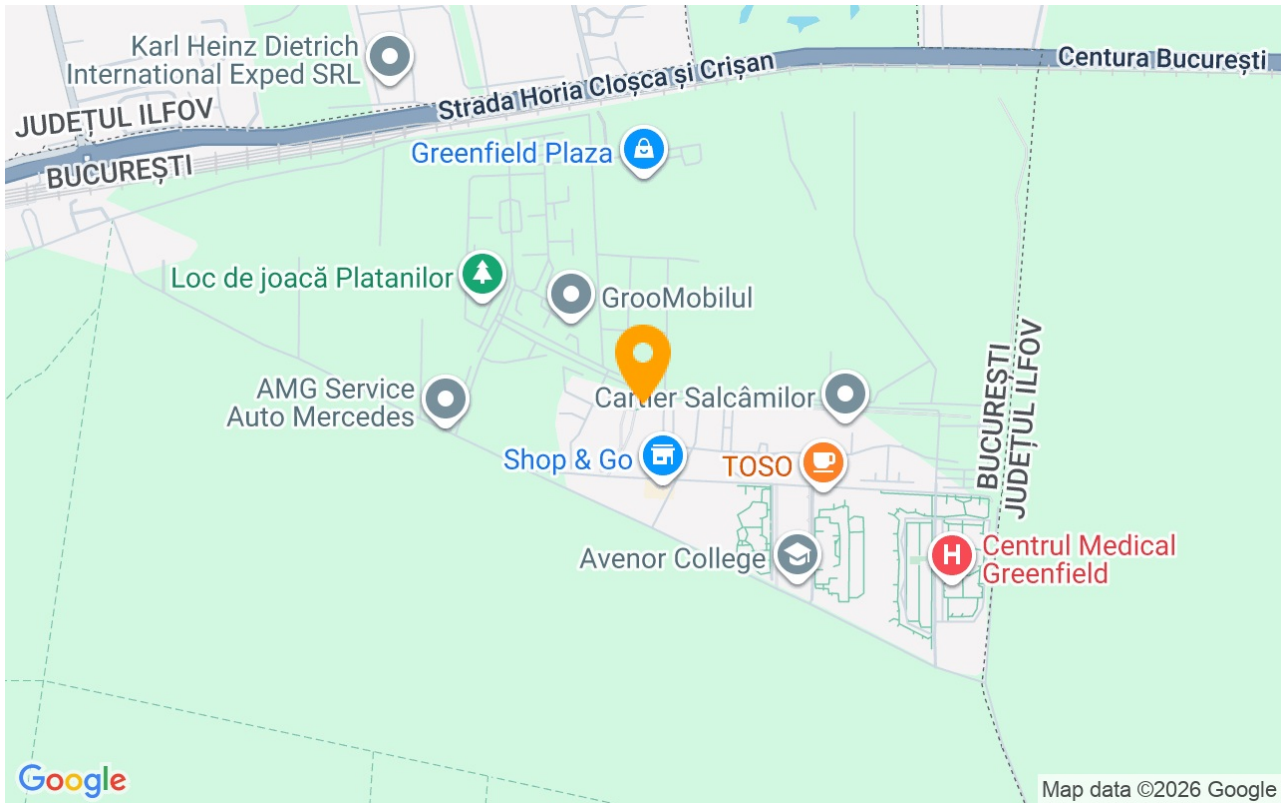 Karl Heinz Dietrich
International Exped SRL
Centura București
Strada Horia Cloșca și Crișan
JUDEȚUL ILFOV
BUCUREȘTI
Greenfield Plaza
Loc de joacă Platanilor
GrooMobilul
AMG Service
Auto Mercedes
Cartier Salcâmilor
BUCUREȘTI
JUDEȚUL ILFOV
Shop & Go
TOSO
Avenor College
H
Centrul Medical
Greenfield
Google
Map data ©2026 Google